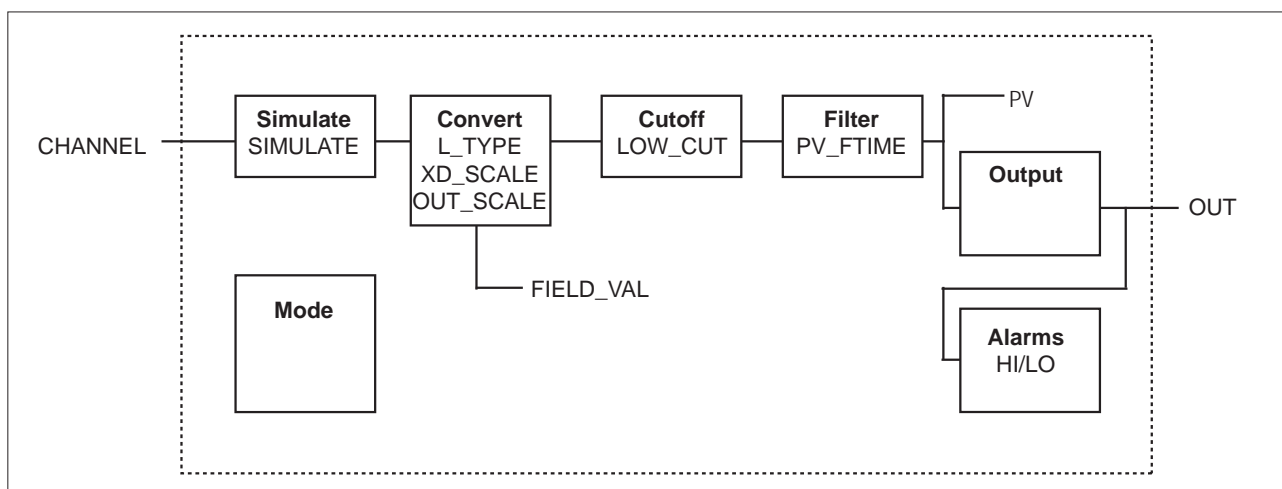 CHANNEL
Simulate
SIMULATE
Convert
L_TYPE
XD_SCALE
OUT_SCALE
Cutoff
LOW_CUT
Filter
PV_FTIME
PV
Output
OUT
Mode
FIELD_VAL
Alarms
HI/LO